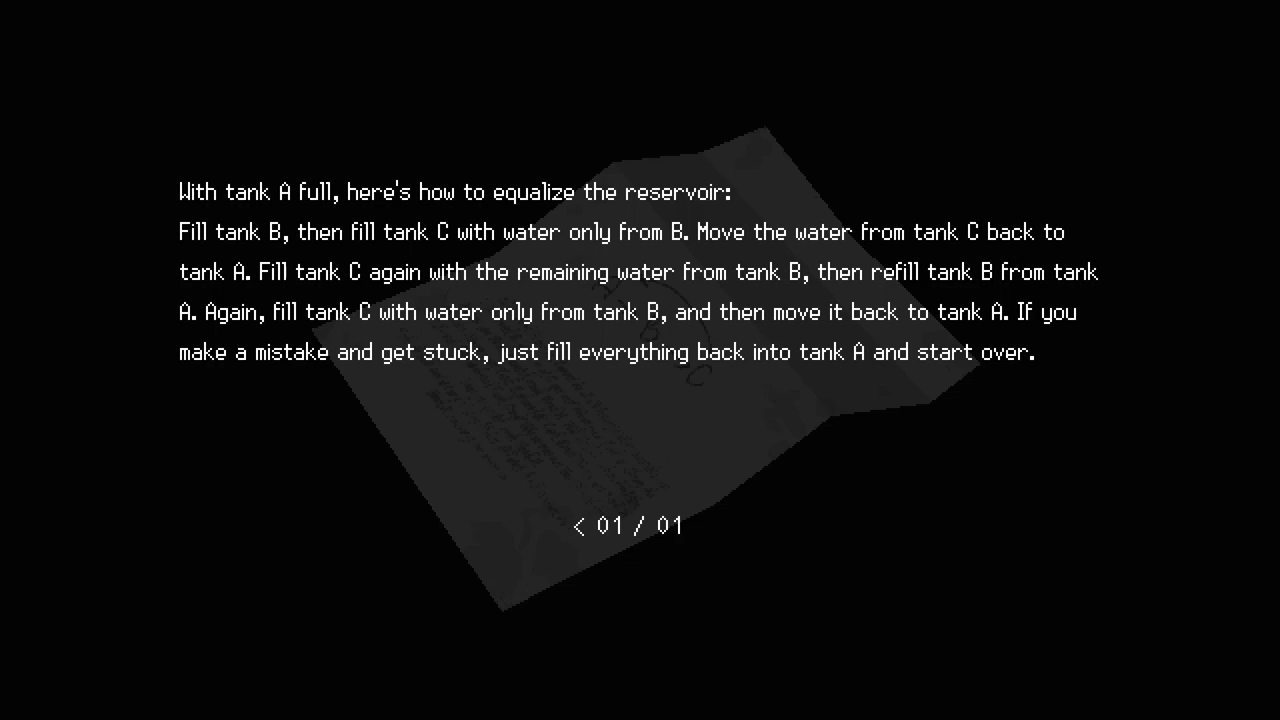 With tank A full, here's how to equalize the reservoir:
Fill tank B, then fill tank C with water only from B. Move the water from tank C back to
tank A. Fill tank C again with the remaining water from tank B, then refill tank B from tank
A. Again, fill tank C with water only from tank B, and then move it back to tank A. If you
make a mistake and get stuck, just fill everything back into tank A and start over.
C
< 01 / 01